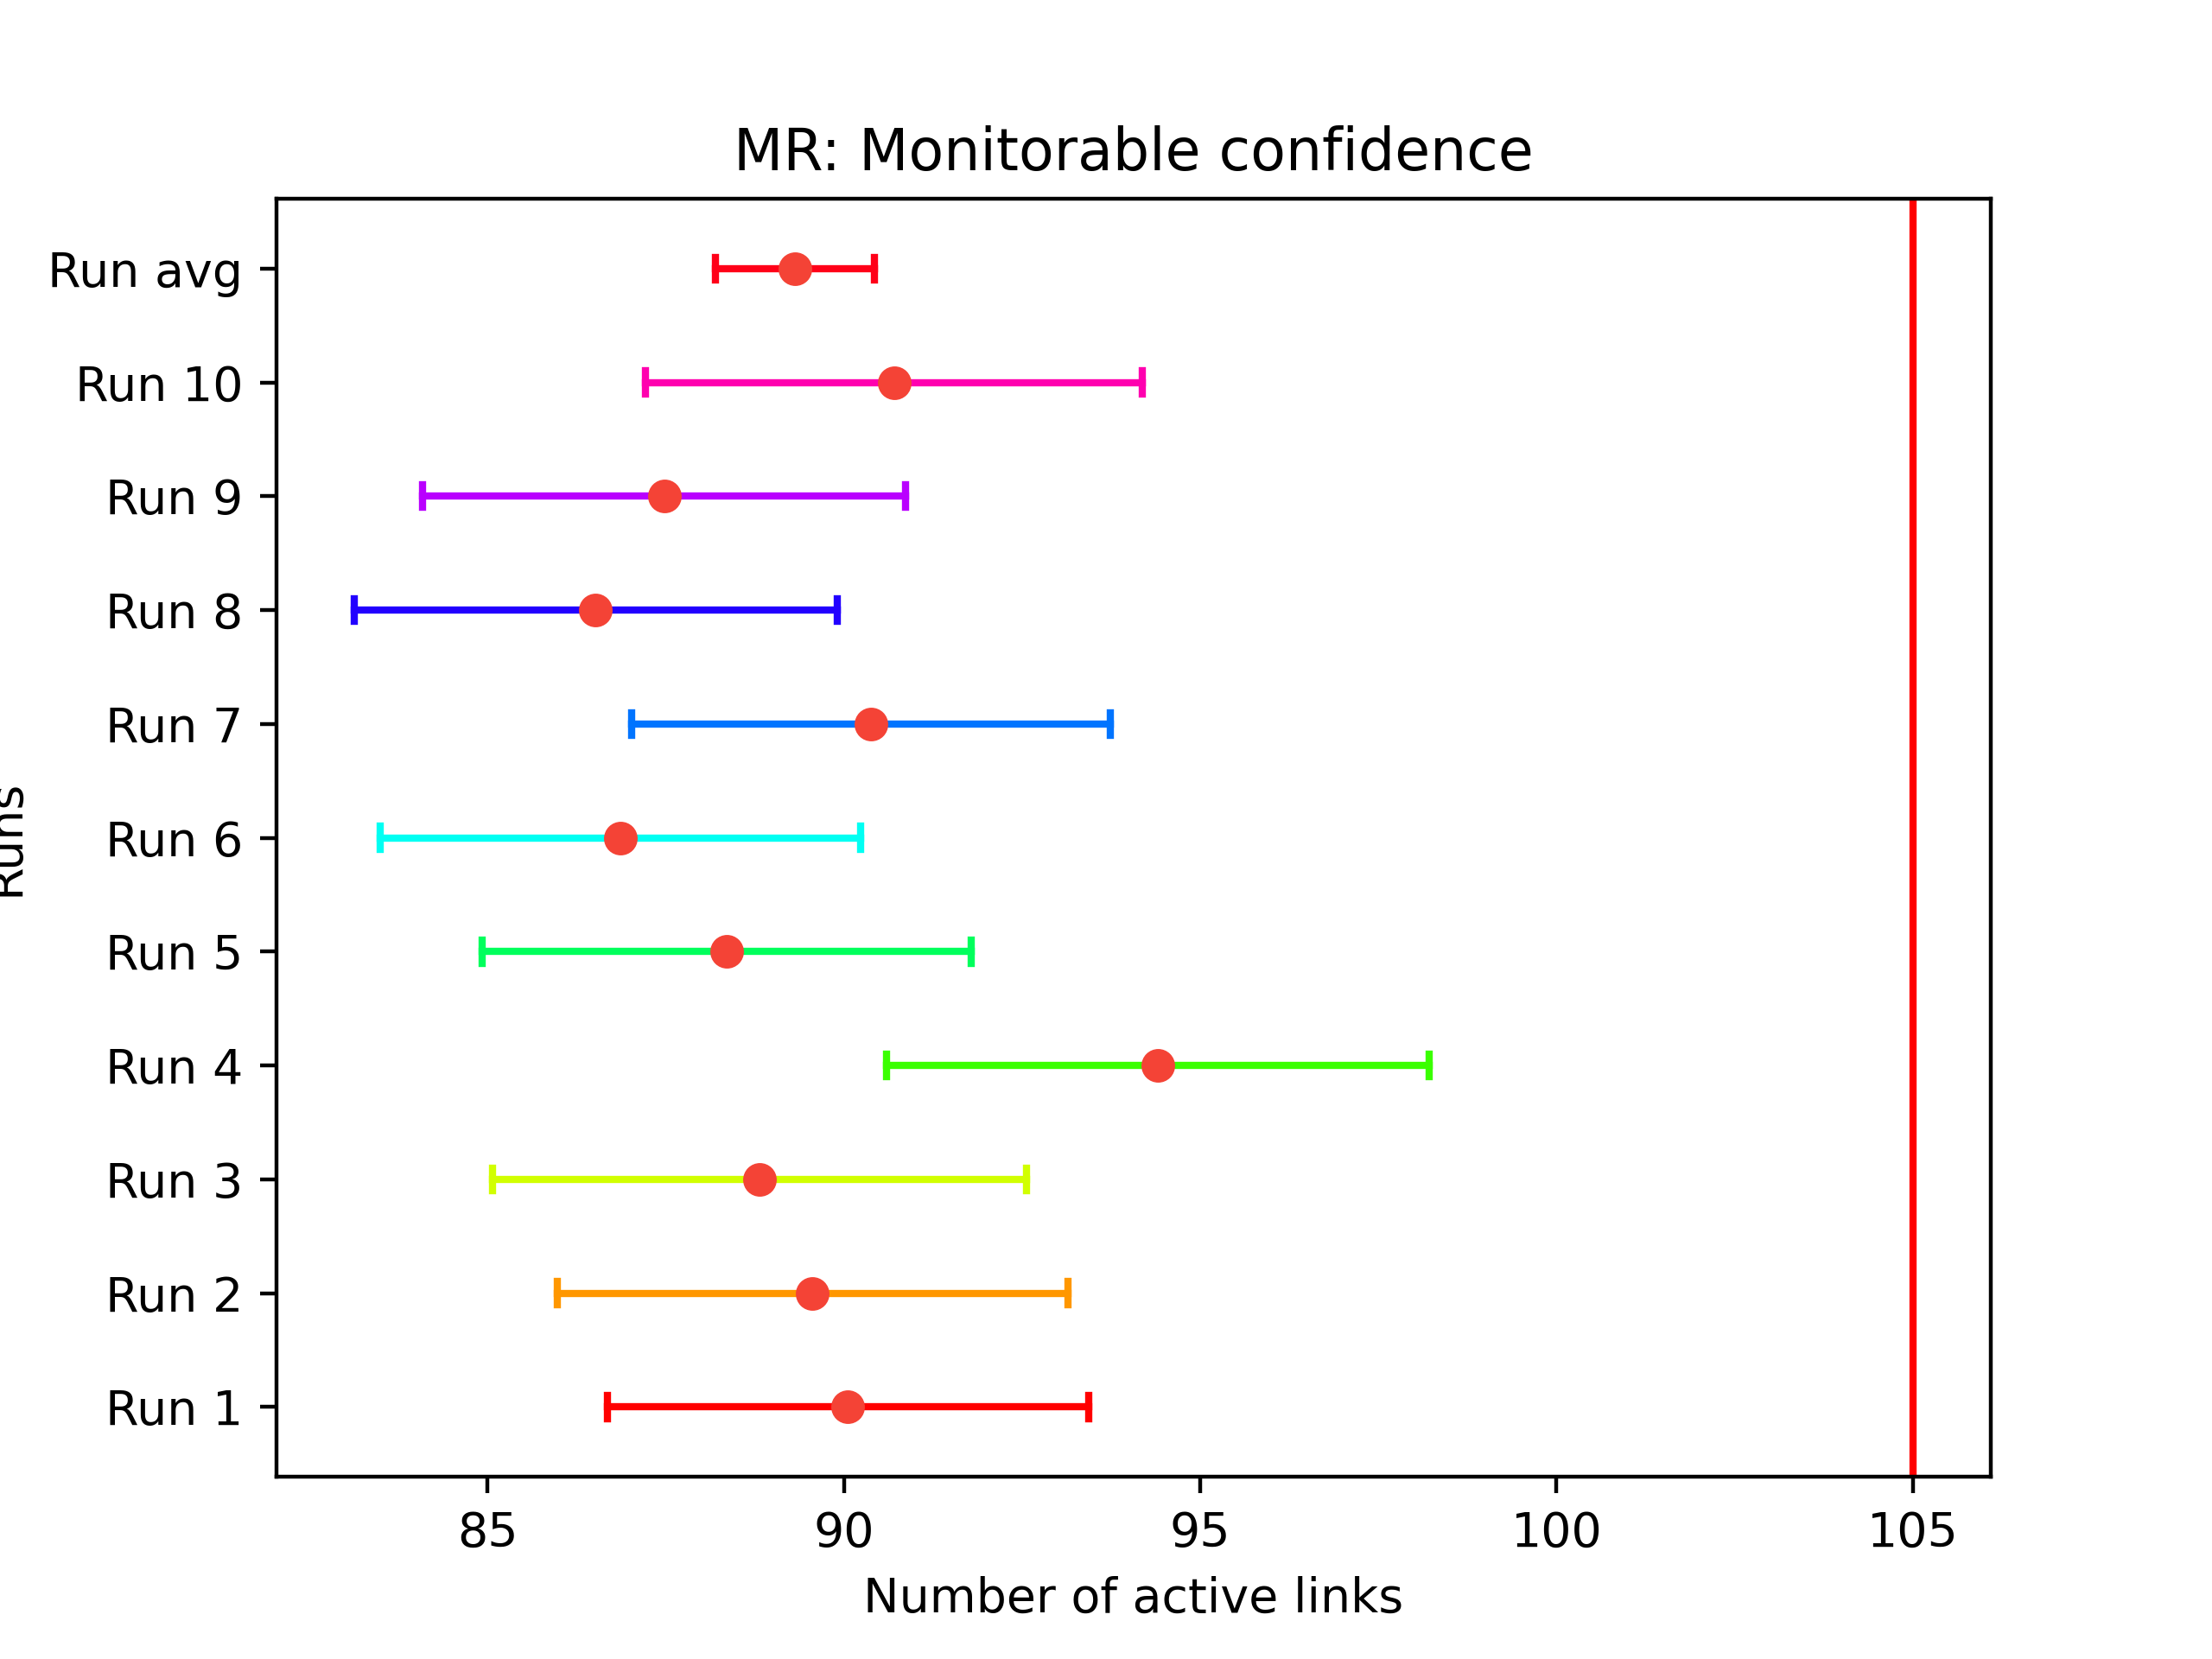 MR: Monitorable confidence
Run avg
Run 10
Run 9
Run 8
Run 7
Run 6
Run 5
Run 4
Run 3
Run 2
Run 1
Runs
85 90 95 100 105
Number of active links